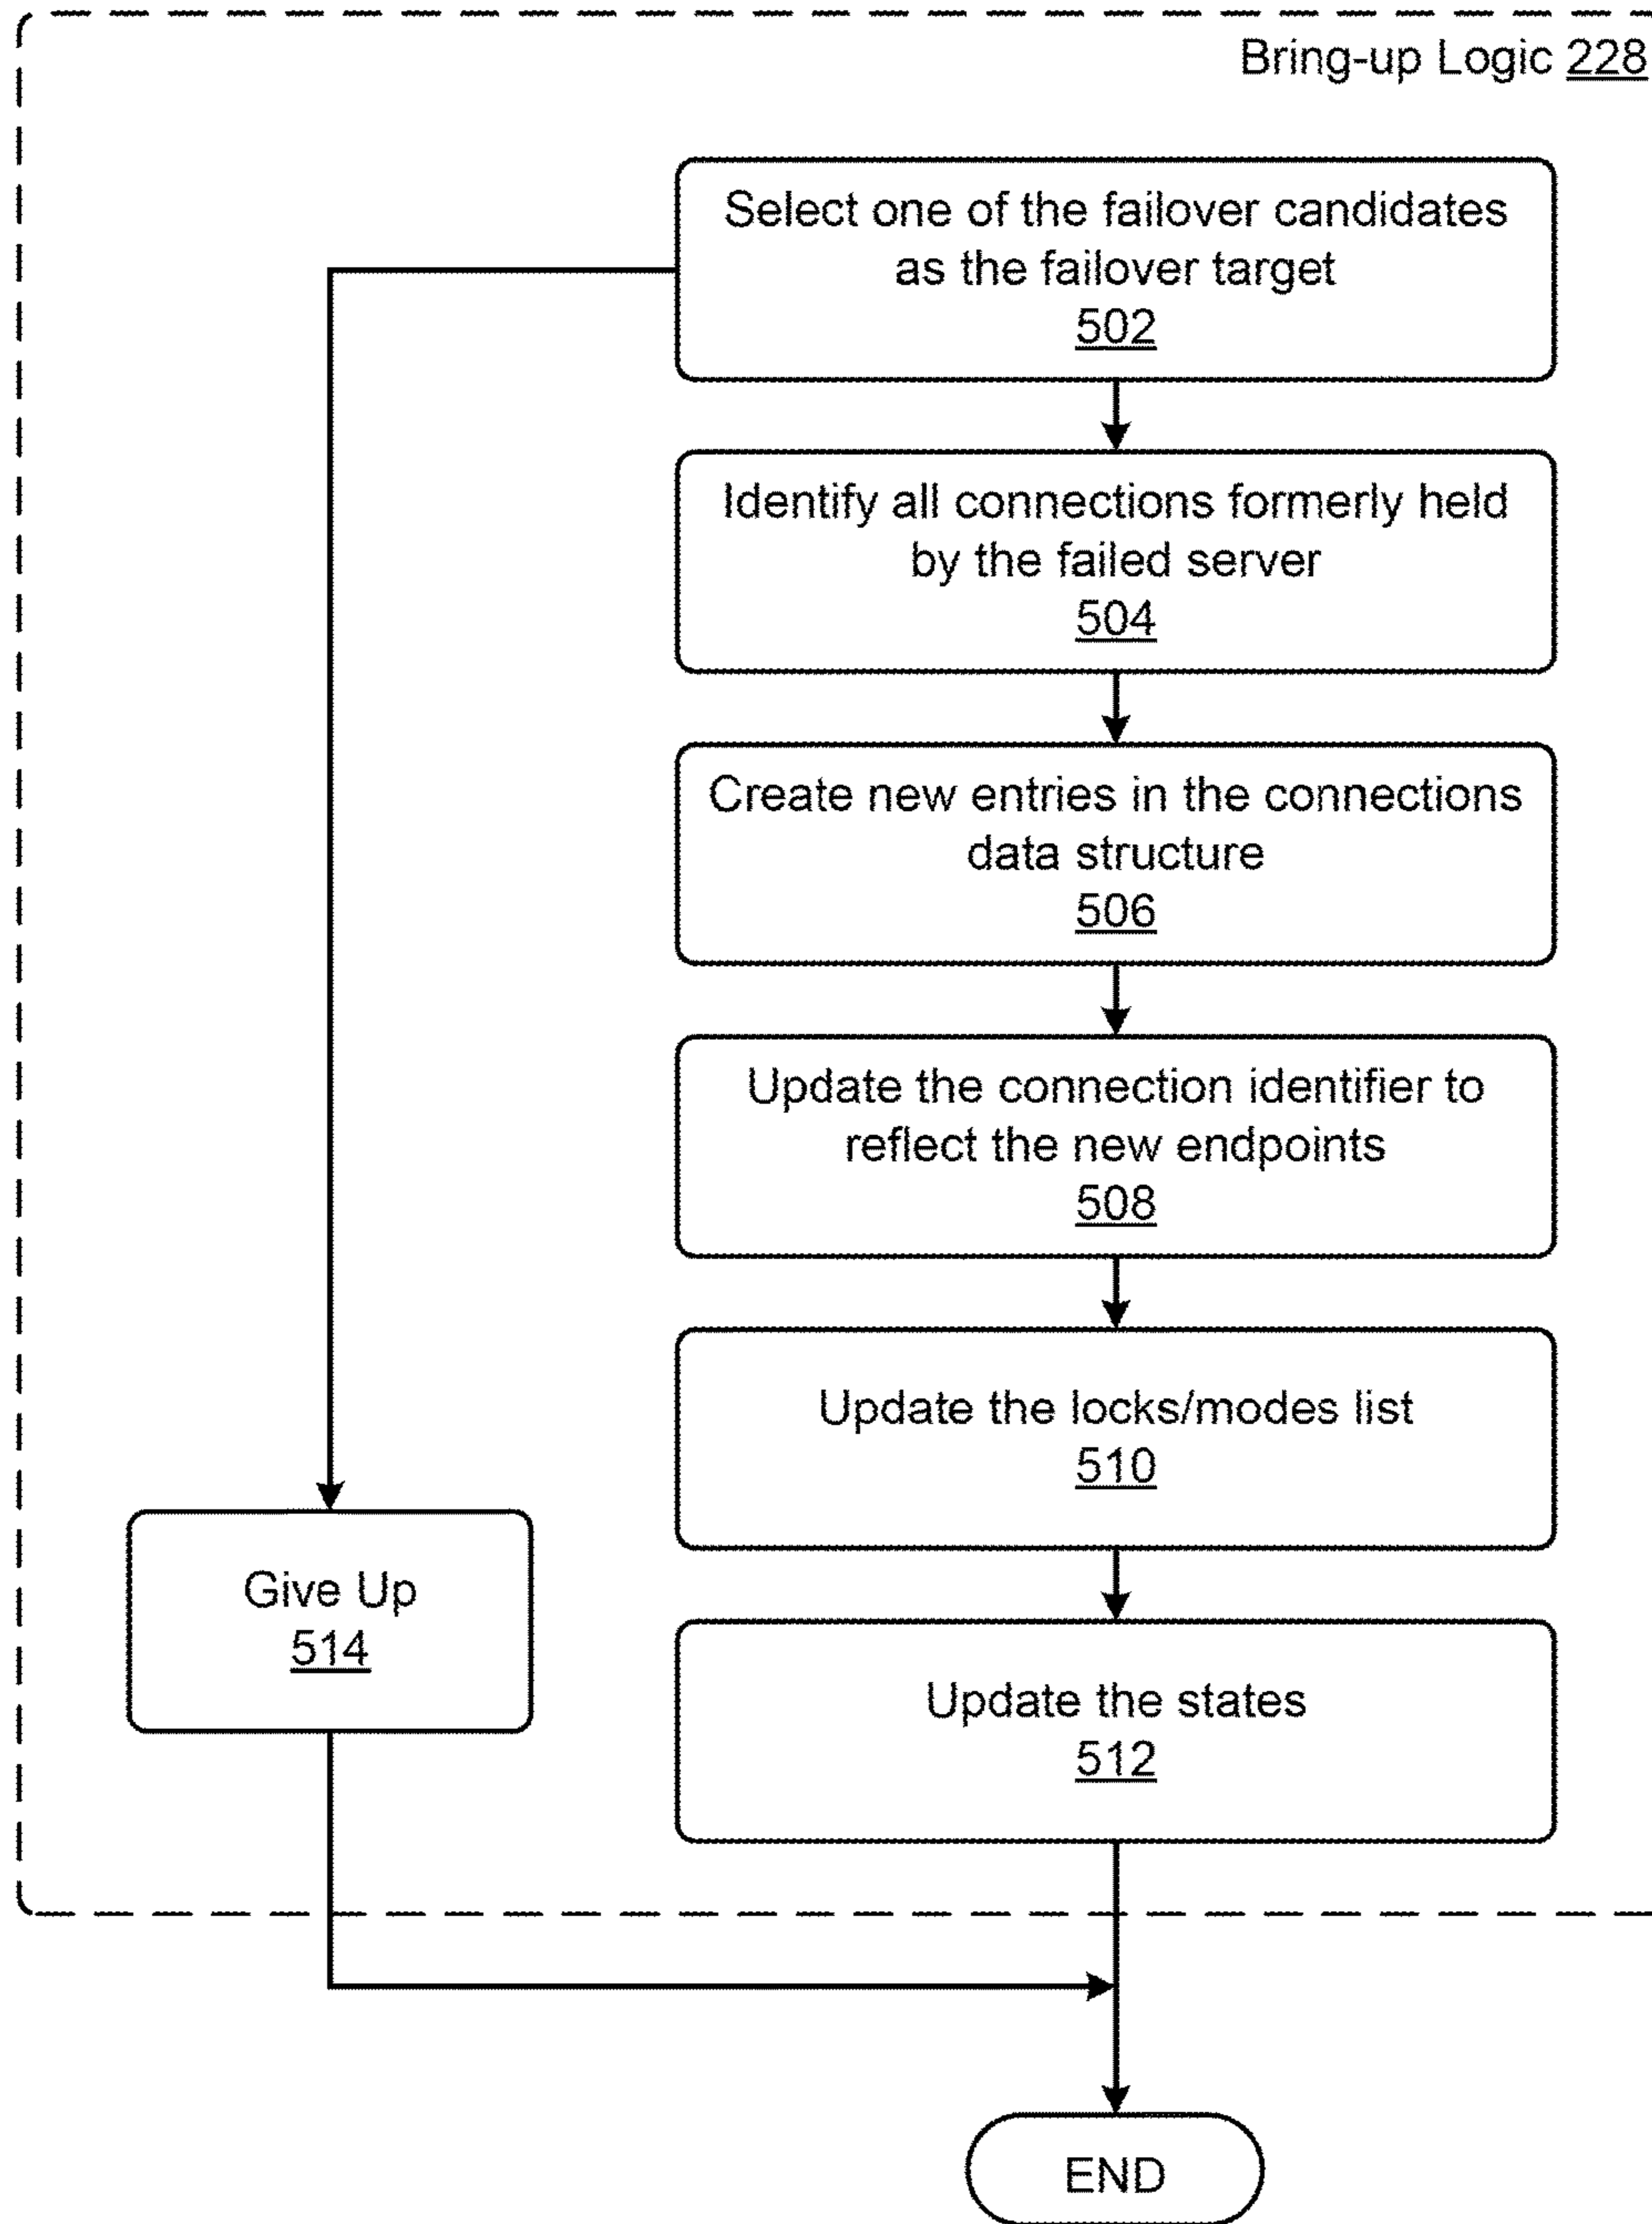 Bring-up Logic 228
Select one of the failover candidates
as the failover target
502
Identify all connections formerly held
by the failed server
504
Create new entries in the connections
data structure
506
Update the connection identifier to
reflect the new endpoints
508
Update the locks/modes list
510
Give Up
514
Update the states
512
END